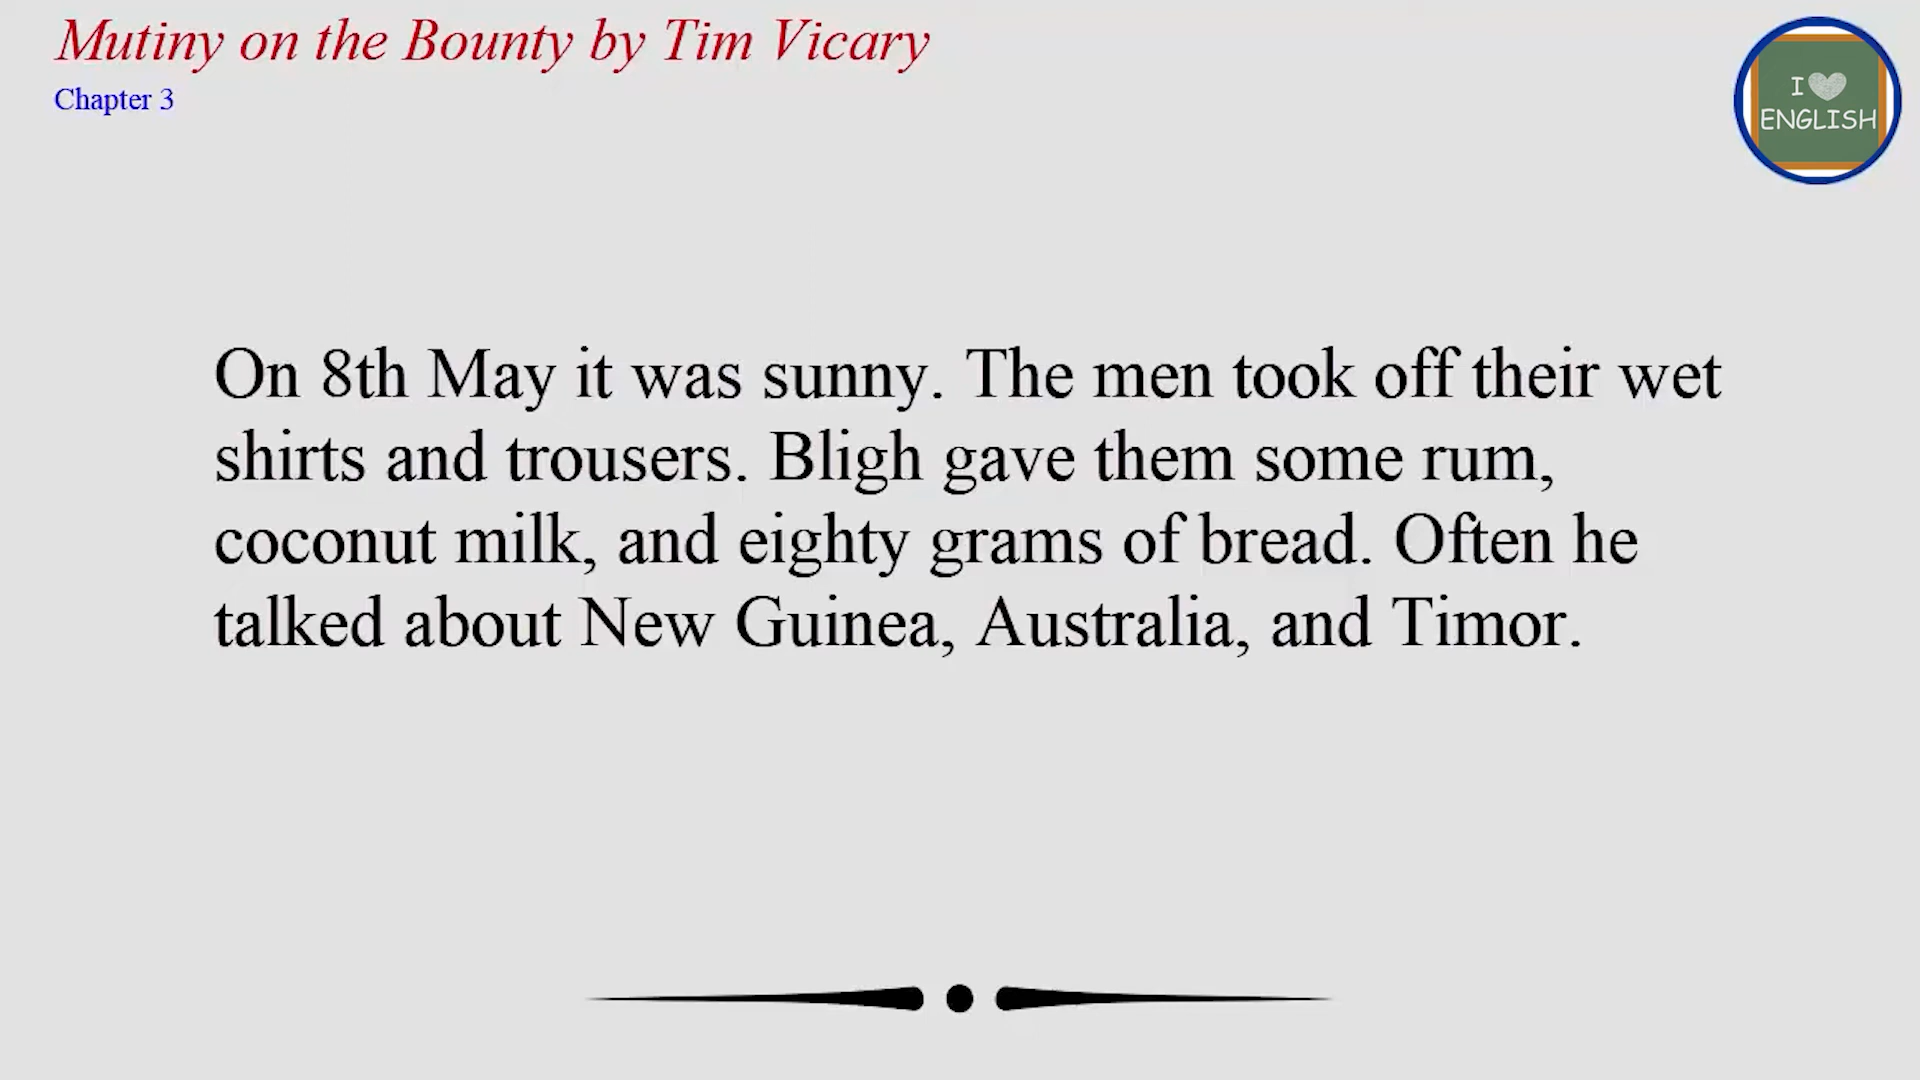 Mutiny on the Bounty by Tim Vicary
Chapter 3
I
ENGLISH
On 8th May it was sunny. The men took off their wet
shirts and trousers. Bligh gave them some rum,
coconut milk, and eighty grams of bread. Often he
talked about New Guinea, Australia, and Timor.